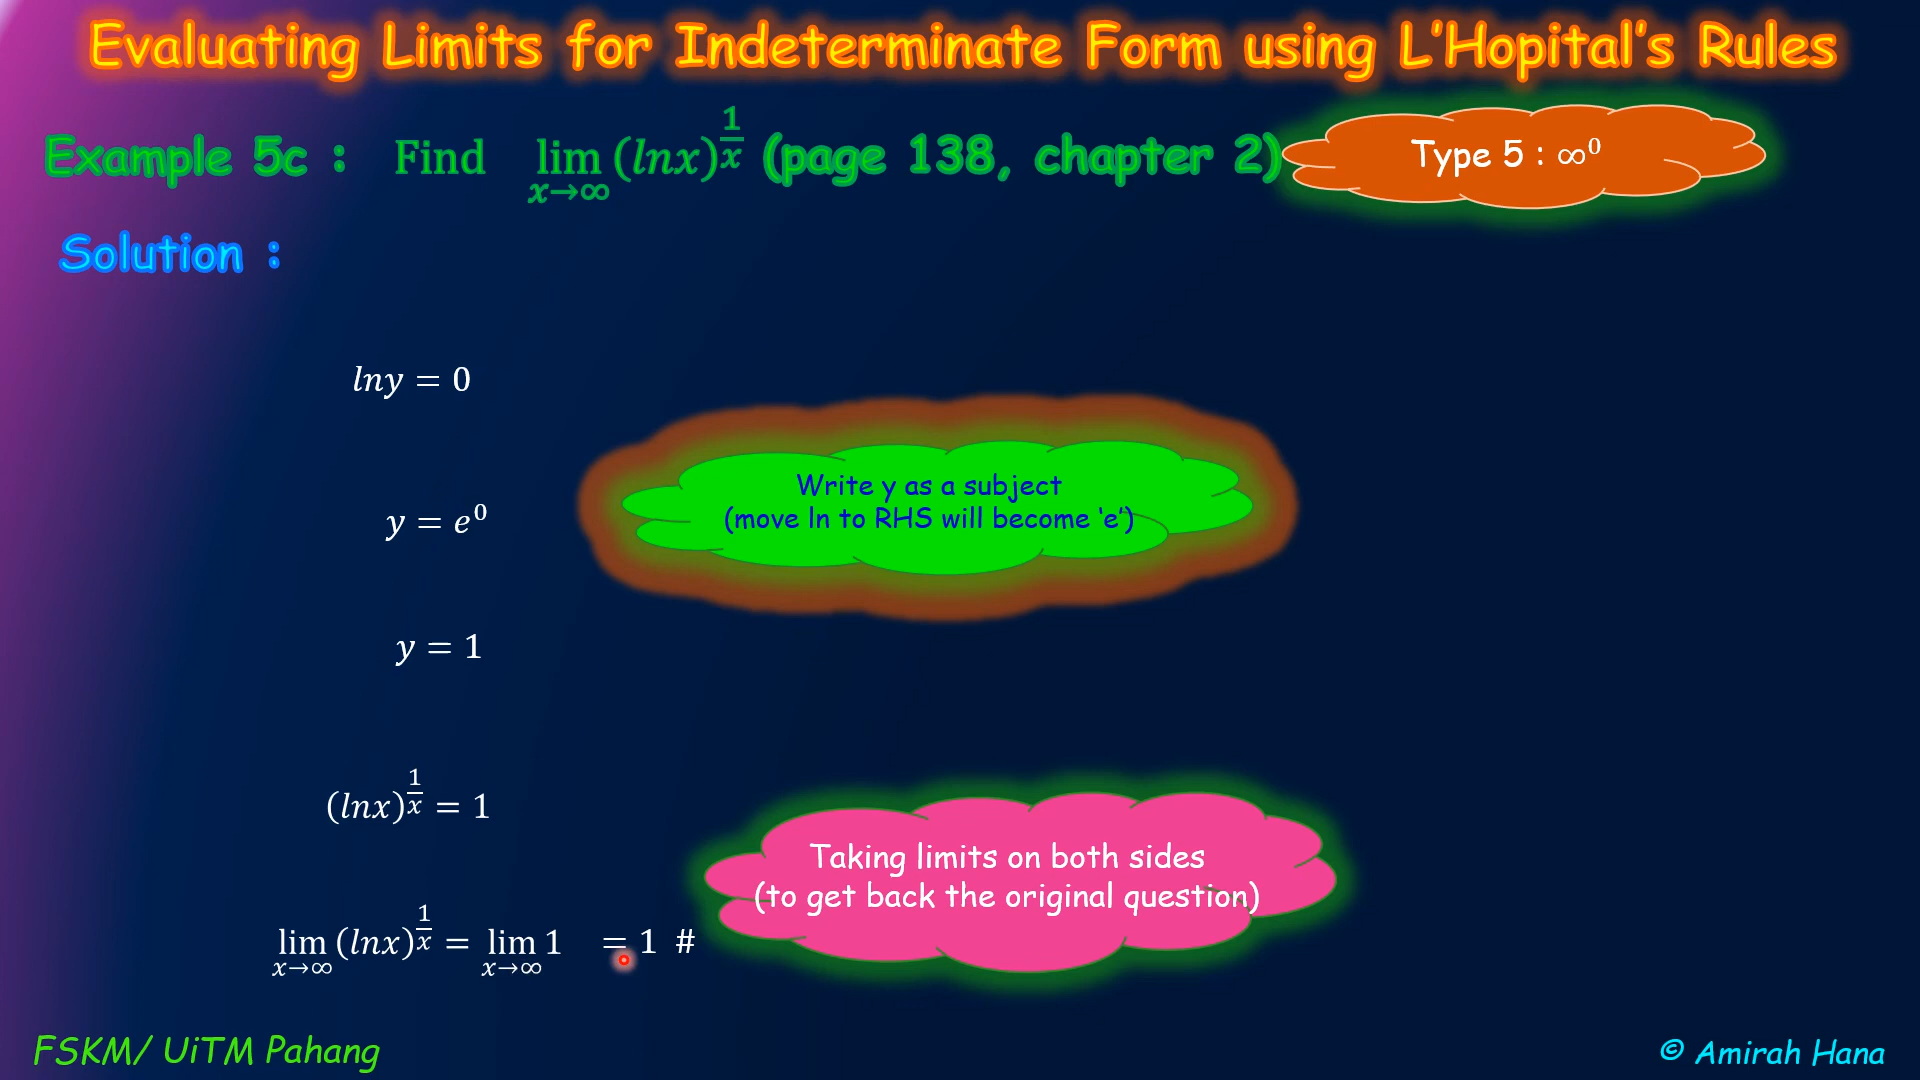 Evaluating Limits for Indeterminate Form using L'Hopital's Rules
Example 5c : Find lim x→∞ (lnx)^(1/x) (page 138, chapter 2)
Type 5 : ∞⁰
Solution :
lny = 0
Write y as a subject
(move ln to RHS will become 'e')
y = e⁰
y = 1
(lnx)^(1/x) = 1
Taking limits on both sides
(to get back the original question)
lim x→∞ (lnx)^(1/x) = lim x→∞ 1 = 1 #
FSKM/ UiTM Pahang
© Amirah Hana